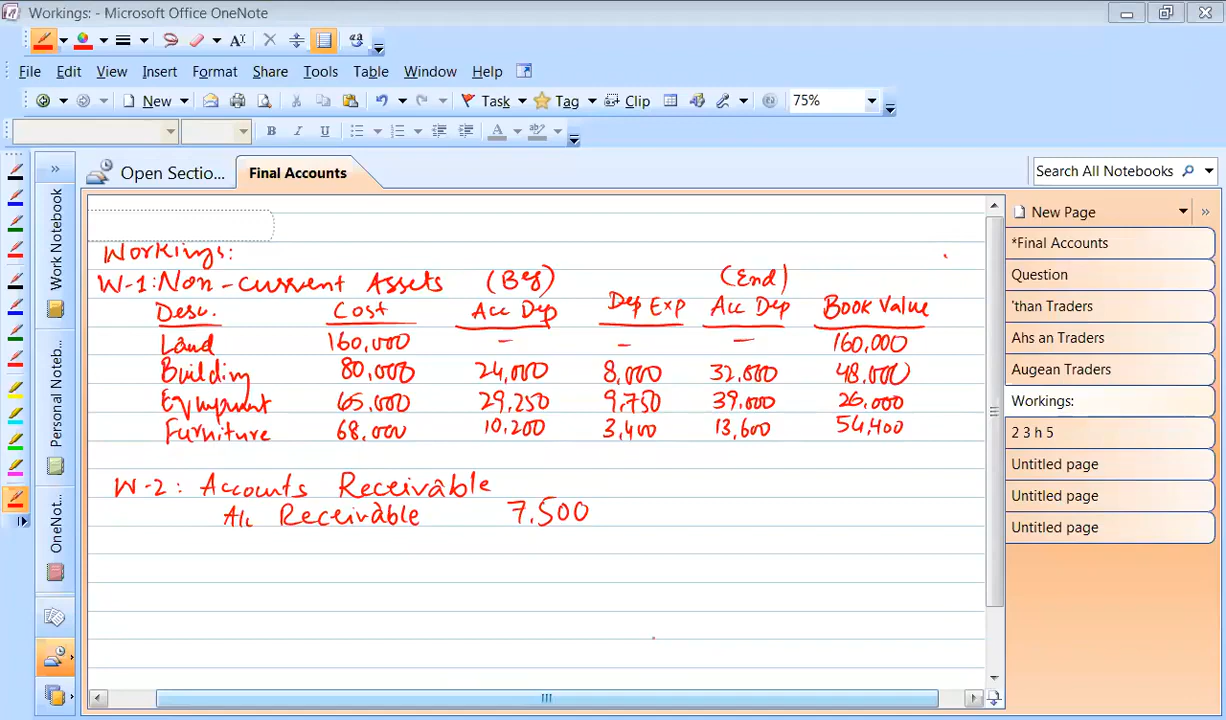 Workings: - Microsoft Office OneNote
File Edit View Insert Format Share Tools Table Window Help
New Task Tag Clip 75%
B I U A
Open Sectio... Final Accounts Search All Notebooks
Work Notebook
Personal Noteb...
OneNot...
New Page
*Final Accounts
Question
'than Traders
Ahs an Traders
Augean Traders
Workings:
2 3 h 5
Untitled page
Untitled page
Untitled page
Workings:
W-1: Non-current Assets (Beg) (End)
Desc. Cost Acc Dep Dep Exp Acc Dep Book Value
Land 160,000 - - - 160,000
Building 80,000 24,000 8,000 32,000 48,000
Equipment 65,000 29,250 9,750 39,000 26,000
Furniture 68,000 10,200 3,400 13,600 54,400
W-2: Accounts Receivable
A/c Receivable 7,500